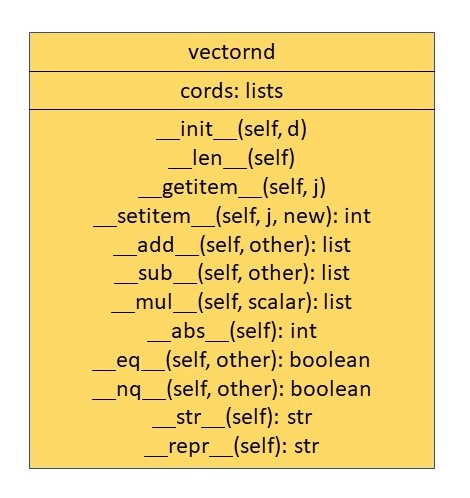 vectornd
cords: lists
__init__(self, d)
__len__(self)
__getitem__(self, j)
__setitem__(self, j, new): int
__add__(self, other): list
__sub__(self, other): list
__mul__(self, scalar): list
__abs__(self): int
__eq__(self, other): boolean
__nq__(self, other): boolean
__str__(self): str
__repr__(self): str